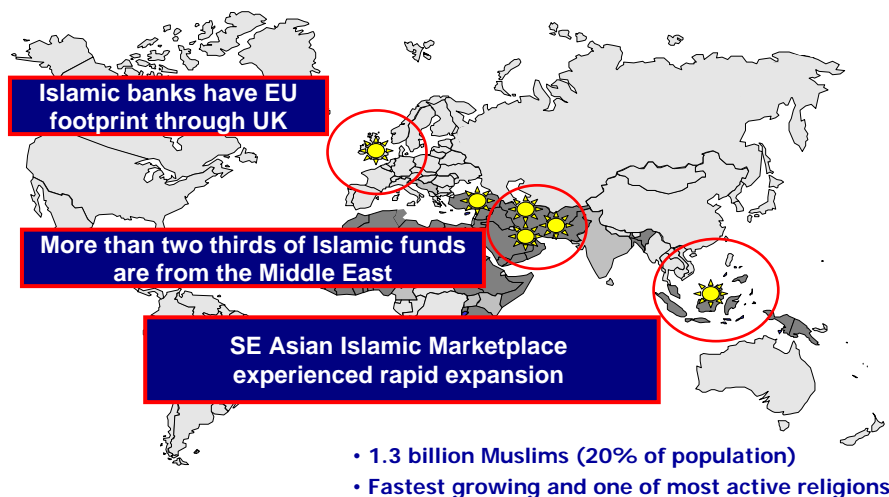 Islamic banks have EU
footprint through UK
More than two thirds of Islamic funds
are from the Middle East
SE Asian Islamic Marketplace
experienced rapid expansion
• 1.3 billion Muslims (20% of population)
• Fastest growing and one of most active religions